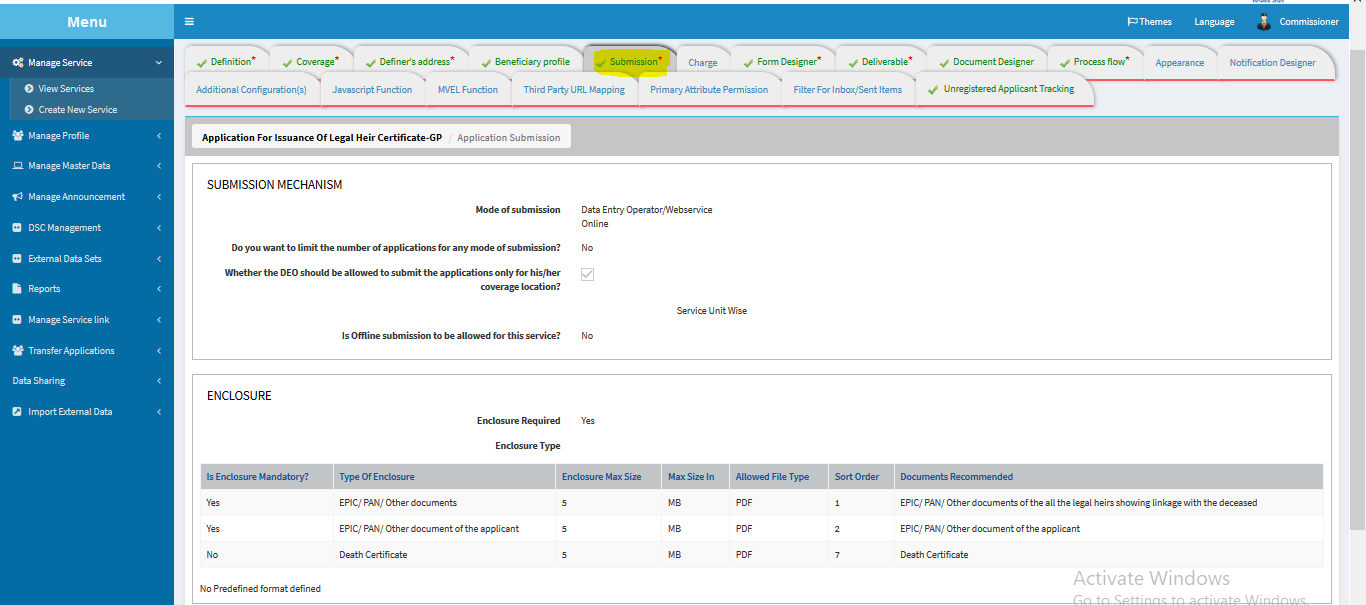 Menu
Themes Language Commissioner
Manage Service
View Services
Create New Service
Manage Profile
Manage Master Data
Manage Announcement
DSC Management
External Data Sets
Reports
Manage Service link
Transfer Applications
Data Sharing
Import External Data
Definition* Coverage* Definer's address* Beneficiary profile Submission* Charge Form Designer* Deliverable* Document Designer Process flow* Appearance Notification Designer
Additional Configuration(s) Javascript Function MVEL Function Third Party URL Mapping Primary Attribute Permission Filter For Inbox/Sent Items Unregistered Applicant Tracking
Application For Issuance Of Legal Heir Certificate-GP / Application Submission
SUBMISSION MECHANISM
Mode of submission Data Entry Operator/Webservice
Online
Do you want to limit the number of applications for any mode of submission? No
Whether the DEO should be allowed to submit the applications only for his/her
coverage location?
Service Unit Wise
Is Offline submission to be allowed for this service? No
ENCLOSURE
Enclosure Required Yes
Enclosure Type
Is Enclosure Mandatory? Type Of Enclosure Enclosure Max Size Max Size In Allowed File Type Sort Order Documents Recommended
Yes EPIC/ PAN/ Other documents 5 MB PDF 1 EPIC/ PAN/ Other documents of the all the legal heirs showing linkage with the deceased
Yes EPIC/ PAN/ Other document of the applicant 5 MB PDF 2 EPIC/ PAN/ Other document of the applicant
No Death Certificate 5 MB PDF 7 Death Certificate
No Predefined format defined
Activate Windows
Go to Settings to activate Windows.